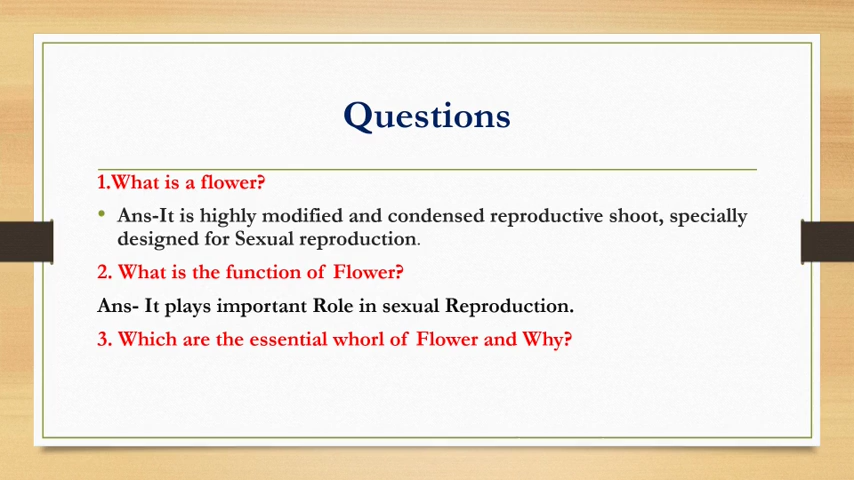 Questions
1.What is a flower?
• Ans-It is highly modified and condensed reproductive shoot, specially
designed for Sexual reproduction.
2. What is the function of Flower?
Ans- It plays important Role in sexual Reproduction.
3. Which are the essential whorl of Flower and Why?